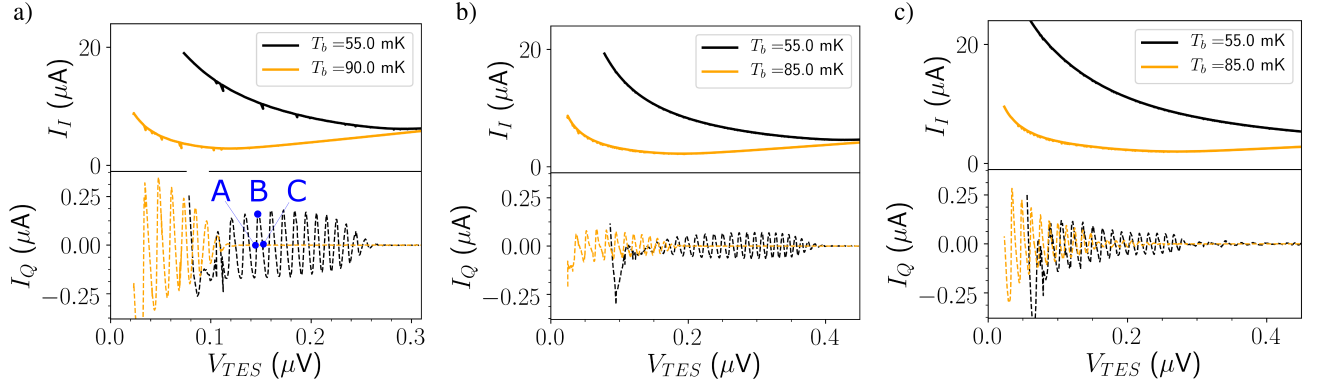 a)
20
0
I_I (μA)
T_b =55.0 mK
T_b =90.0 mK
0.25
0.00
−0.25
I_Q (μA)
A B C
0.0 0.1 0.2 0.3
V_TES (μV)
b)
20
0
I_I (μA)
T_b =55.0 mK
T_b =85.0 mK
0.25
0.00
−0.25
I_Q (μA)
0.0 0.2 0.4
V_TES (μV)
c)
20
0
I_I (μA)
T_b =55.0 mK
T_b =85.0 mK
0.25
0.00
−0.25
I_Q (μA)
0.0 0.2 0.4
V_TES (μV)